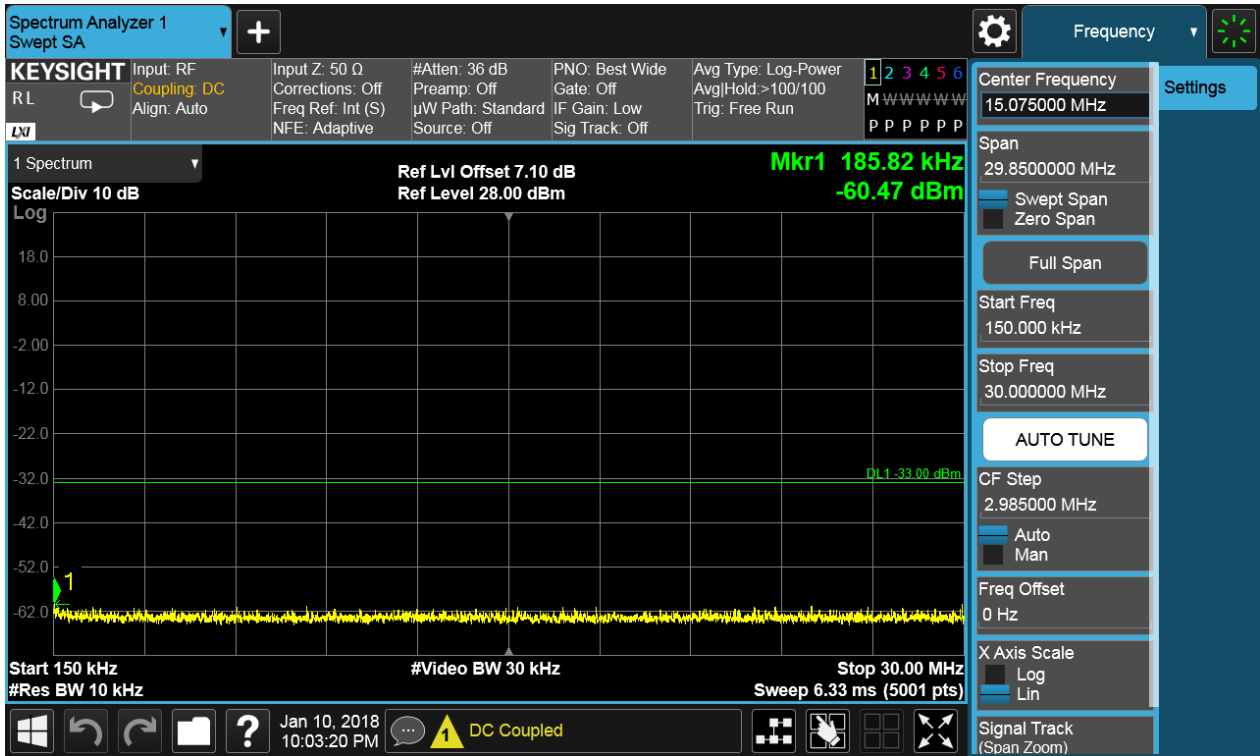 Spectrum Analyzer 1
Swept SA
+
Frequency
KEYSIGHT
RL
LXI
Input: RF
Coupling: DC
Align: Auto
Input Z: 50 Ω
Corrections: Off
Freq Ref: Int (S)
NFE: Adaptive
#Atten: 36 dB
Preamp: Off
µW Path: Standard
Source: Off
PNO: Best Wide
Gate: Off
IF Gain: Low
Sig Track: Off
Avg Type: Log-Power
Avg|Hold:>100/100
Trig: Free Run
1 2 3 4 5 6
M W W W W W
P P P P P P
1 Spectrum
Scale/Div 10 dB
Ref Lvl Offset 7.10 dB
Ref Level 28.00 dBm
Mkr1 185.82 kHz
-60.47 dBm
Log
18.0
8.00
-2.00
-12.0
-22.0
-32.0
-42.0
-52.0
-62.0
DL1 -33.00 dBm
1
Start 150 kHz
#Video BW 30 kHz
Stop 30.00 MHz
#Res BW 10 kHz
Sweep 6.33 ms (5001 pts)
Center Frequency
15.075000 MHz
Settings
Span
29.8500000 MHz
Swept Span
Zero Span
Full Span
Start Freq
150.000 kHz
Stop Freq
30.000000 MHz
AUTO TUNE
CF Step
2.985000 MHz
Auto
Man
Freq Offset
0 Hz
X Axis Scale
Log
Lin
Signal Track
(Span Zoom)
?
Jan 10, 2018
10:03:20 PM
1
DC Coupled